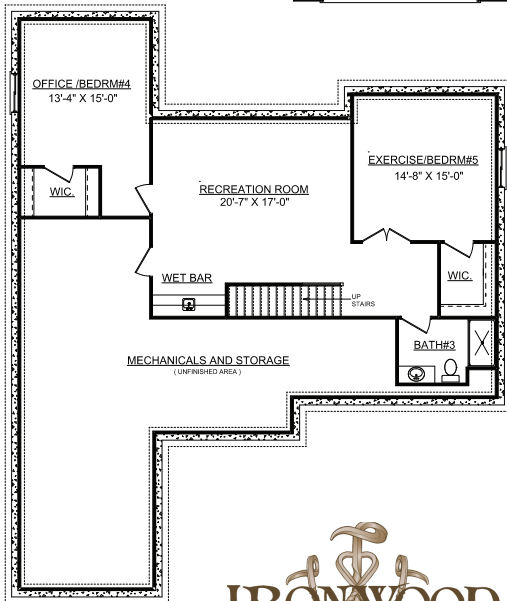 OFFICE /BEDRM#4
13'-4" X 15'-0"
WIC.
RECREATION ROOM
20'-7" X 17'-0"
EXERCISE/BEDRM#5
14'-8" X 15'-0"
WIC.
WET BAR
UP
STAIRS
BATH#3
MECHANICALS AND STORAGE
( UNFINISHED AREA )
IRONWOOD